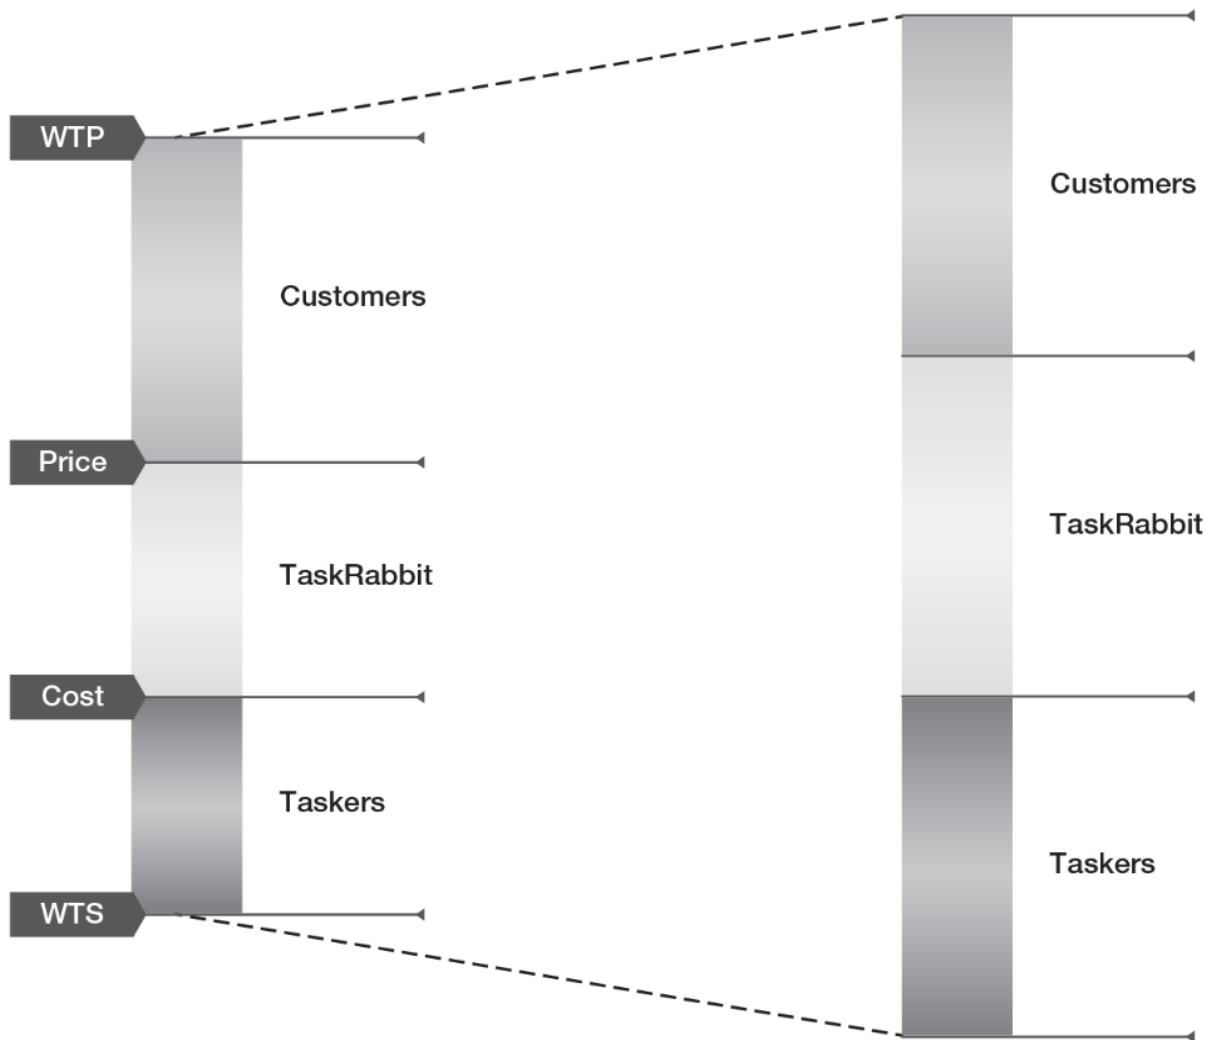 WTP
Customers
Customers
Price
TaskRabbit
TaskRabbit
Cost
Taskers
Taskers
WTS